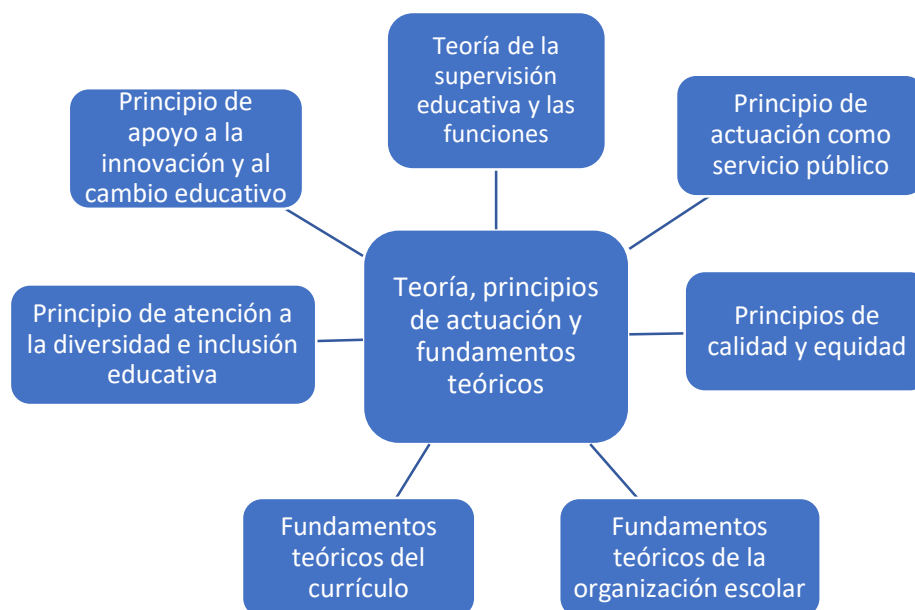 Teoría de la
supervisión
educativa y las
funciones
Principio de
actuación como
servicio público
Principios de
calidad y equidad
Fundamentos
teóricos de la
organización escolar
Fundamentos
teóricos del
currículo
Principio de atención a
la diversidad e inclusión
educativa
Principio de
apoyo a la
innovación y al
cambio educativo
Teoría, principios
de actuación y
fundamentos
teóricos